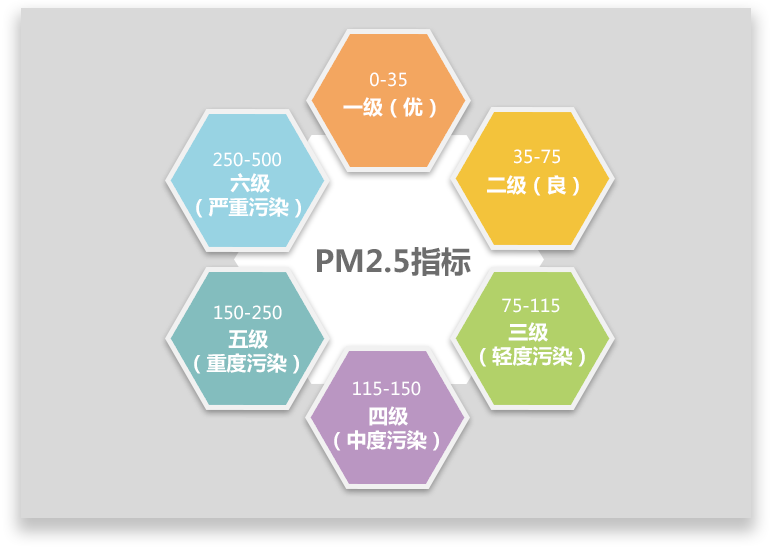 0-35
一级（优）
35-75
二级（良）
75-115
三级
（轻度污染）
115-150
四级
（中度污染）
150-250
五级
（重度污染）
250-500
六级
（严重污染）
PM2.5指标